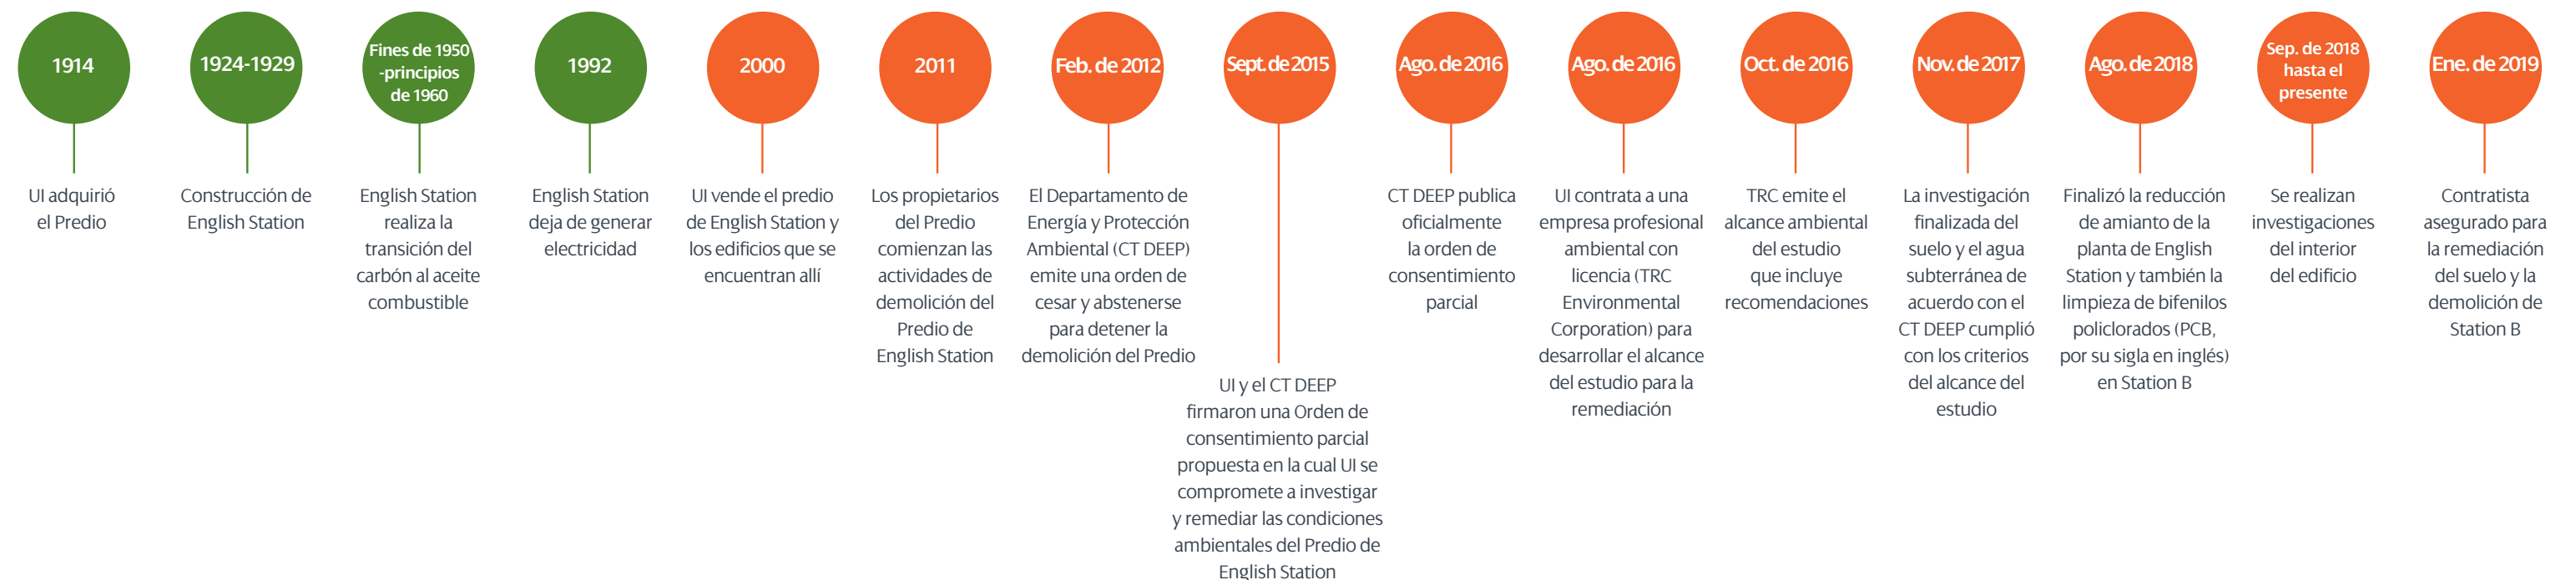 1914
UI adquirió
el Predio
1924-1929
Construcción de
English Station
Fines de 1950
-principios
de 1960
English Station
realiza la
transición del
carbón al aceite
combustible
1992
English Station
deja de generar
electricidad
2000
UI vende el predio
de English Station y
los edificios que se
encuentran allí
2011
Los propietarios
del Predio
comienzan las
actividades de
demolición del
Predio de
English Station
Feb. de 2012
El Departamento de
Energía y Protección
Ambiental (CT DEEP)
emite una orden de
cesar y abstenerse
para detener la
demolición del Predio
Sept. de 2015
UI y el CT DEEP
firmaron una Orden de
consentimiento parcial
propuesta en la cual UI se
compromete a investigar
y remediar las condiciones
ambientales del Predio de
English Station
Ago. de 2016
CT DEEP publica
oficialmente
la orden de
consentimiento
parcial
Ago. de 2016
UI contrata a una
empresa profesional
ambiental con
licencia (TRC
Environmental
Corporation) para
desarrollar el alcance
del estudio para la
remediación
Oct. de 2016
TRC emite el
alcance ambiental
del estudio
que incluye
recomendaciones
Nov. de 2017
La investigación
finalizada del
suelo y el agua
subterránea de
acuerdo con el
CT DEEP cumplió
con los criterios
del alcance del
estudio
Ago. de 2018
Finalizó la reducción
de amianto de la
planta de English
Station y también la
limpieza de bifenilos
policlorados (PCB,
por su sigla en inglés)
en Station B
Sep. de 2018
hasta el
presente
Se realizan
investigaciones
del interior
del edificio
Ene. de 2019
Contratista
asegurado para
la remediación
del suelo y la
demolición de
Station B